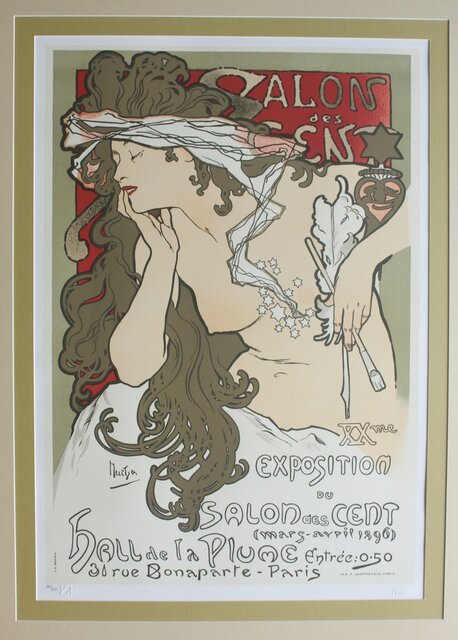 SALON
des
CENT
Mucha
XXme
EXPOSITION
DU
SALON des CENT
(mars-avril 1896)
HALL de la PLUME Entrée: 0.50
31 rue Bonaparte - Paris